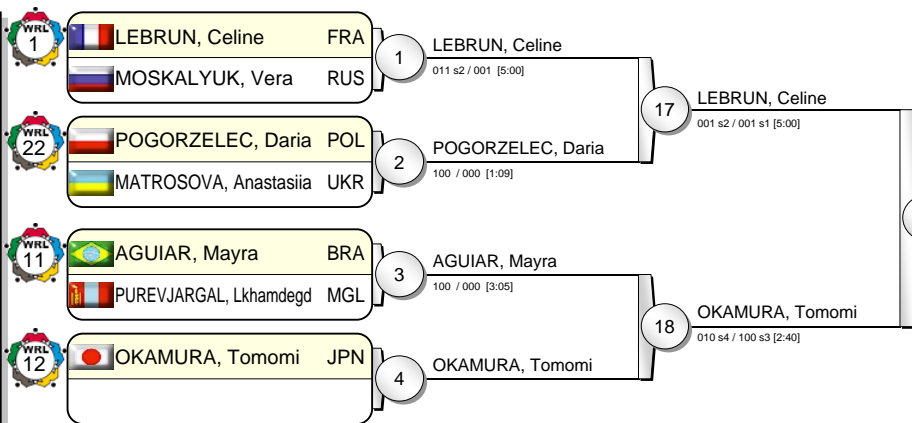 WRL
1
LEBRUN, Celine FRA
MOSKALYUK, Vera RUS
1
LEBRUN, Celine
011 s2 / 001 [5:00]
WRL
22
POGORZELEC, Daria POL
MATROSOVA, Anastasiia UKR
2
POGORZELEC, Daria
100 / 000 [1:09]
17
LEBRUN, Celine
001 s2 / 001 s1 [5:00]
WRL
11
AGUIAR, Mayra BRA
PUREVJARGAL, Lkhamdegd MGL
3
AGUIAR, Mayra
100 / 000 [3:05]
WRL
12
OKAMURA, Tomomi JPN
4
OKAMURA, Tomomi
18
OKAMURA, Tomomi
010 s4 / 100 s3 [2:40]